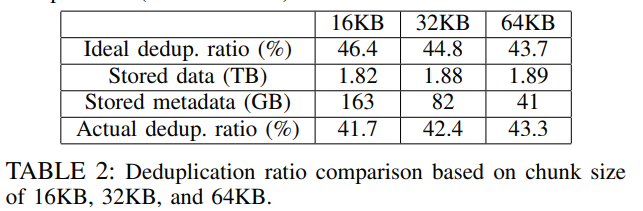 16KB 32KB 64KB
Ideal dedup. ratio (%) 46.4 44.8 43.7
Stored data (TB) 1.82 1.88 1.89
Stored metadata (GB) 163 82 41
Actual dedup. ratio (%) 41.7 42.4 43.3
TABLE 2: Deduplication ratio comparison based on chunk size
of 16KB, 32KB, and 64KB.